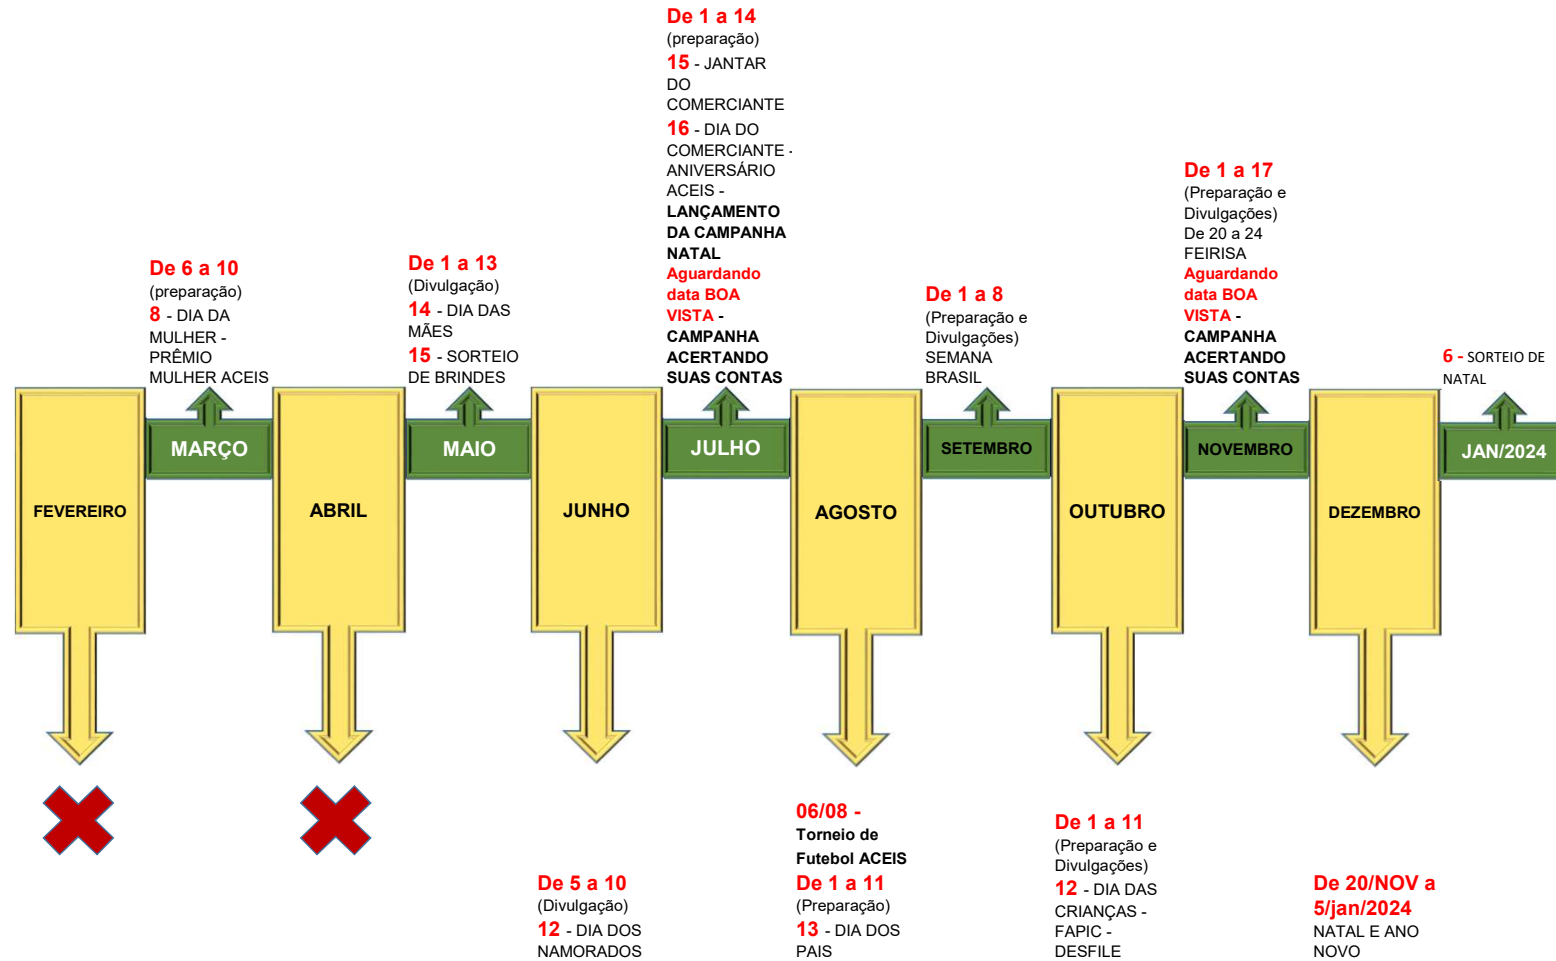 De 1 a 14
(preparação)
15 - JANTAR
DO
COMERCIANTE
16 - DIA DO
COMERCIANTE -
ANIVERSÁRIO
ACEIS -
LANÇAMENTO
DA CAMPANHA
NATAL
Aguardando
data BOA
VISTA -
CAMPANHA
ACERTANDO
SUAS CONTAS
De 1 a 17
(Preparação e
Divulgações)
De 20 a 24
FEIRISA
Aguardando
data BOA
VISTA -
CAMPANHA
ACERTANDO
SUAS CONTAS
De 6 a 10
(preparação)
8 - DIA DA
MULHER -
PRÊMIO
MULHER ACEIS
De 1 a 13
(Divulgação)
14 - DIA DAS
MÃES
15 - SORTEIO
DE BRINDES
De 1 a 8
(Preparação e
Divulgações)
SEMANA
BRASIL
6 - SORTEIO DE
NATAL
FEVEREIRO
MARÇO
ABRIL
MAIO
JUNHO
JULHO
AGOSTO
SETEMBRO
OUTUBRO
NOVEMBRO
DEZEMBRO
JAN/2024
De 5 a 10
(Divulgação)
12 - DIA DOS
NAMORADOS
06/08 -
Torneio de
Futebol ACEIS
De 1 a 11
(Preparação)
13 - DIA DOS
PAIS
De 1 a 11
(Preparação e
Divulgações)
12 - DIA DAS
CRIANÇAS -
FAPIC -
DESFILE
De 20/NOV a
5/jan/2024
NATAL E ANO
NOVO